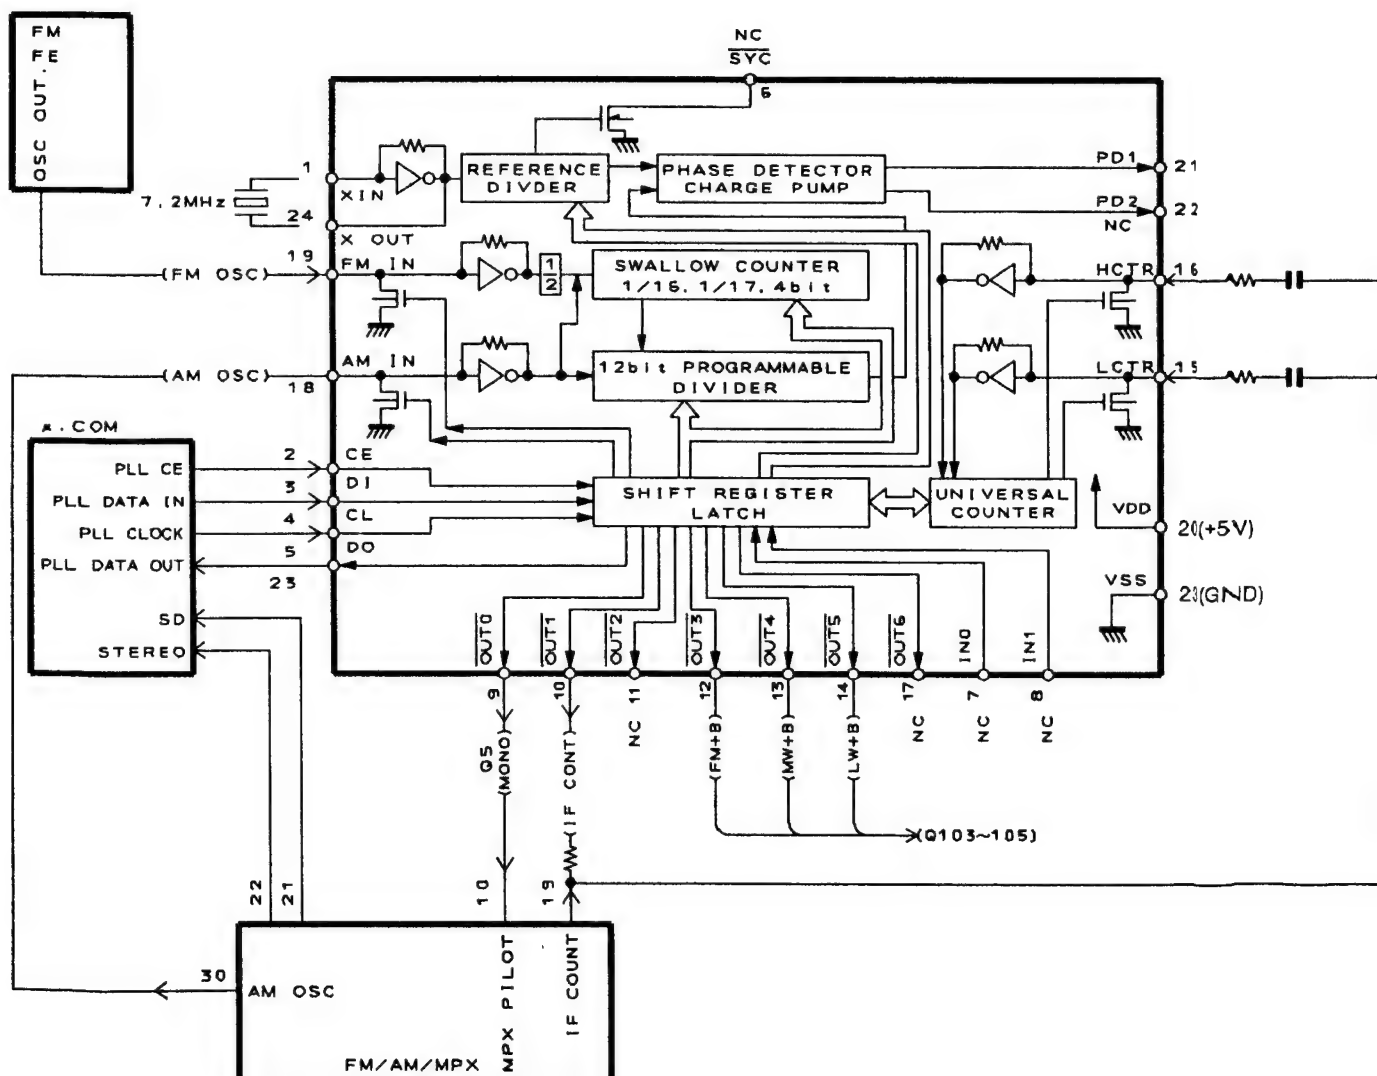 FM
FE
OSC OUT.
NC
SYC
6
1
XIN
7.2MHz
24
X OUT
REFERENCE
DIVDER
PHASE DETECTOR
CHARGE PUMP
PD1
21
PD2
22
NC
(FM OSC)
19
FM IN
1
2
SWALLOW COUNTER
1/16, 1/17, 4bit
HCTR
16
(AM OSC)
18
AM IN
12bit PROGRAMMABLE
DIVIDER
LCTR
15
.COM
PLL CE
2
CE
PLL DATA IN
3
DI
PLL CLOCK
4
CL
PLL DATA OUT
5
DO
23
SHIFT REGISTER
LATCH
UNIVERSAL
COUNTER
VDD
20(+5V)
VSS
23(GND)
SD
STEREO
OUT0
OUT1
OUT2
OUT3
OUT4
OUT5
OUT6
IN0
IN1
9
10
NC 11
12
13
14
17
NC
7
NC
8
NC
Q5
(MONO)
(IF CONT)
(FM+B)
(MW+B)
(LW+B)
(Q103~105)
22
21
10
19
30
AM OSC
MPX PILOT
IF COUNT
FM/AM/MPX